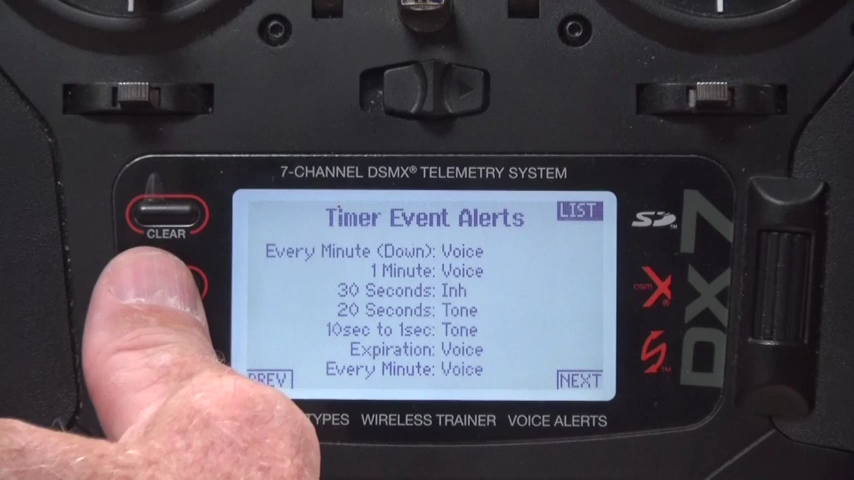 7-CHANNEL DSMX® TELEMETRY SYSTEM
Timer Event Alerts
LIST
CLEAR
Every Minute (Down): Voice
1 Minute: Voice
30 Seconds: Inh
20 Seconds: Tone
10sec to 1sec: Tone
Expiration: Voice
Every Minute: Voice
PREV
NEXT
SD
DSM X
DX7
TYPES WIRELESS TRAINER VOICE ALERTS